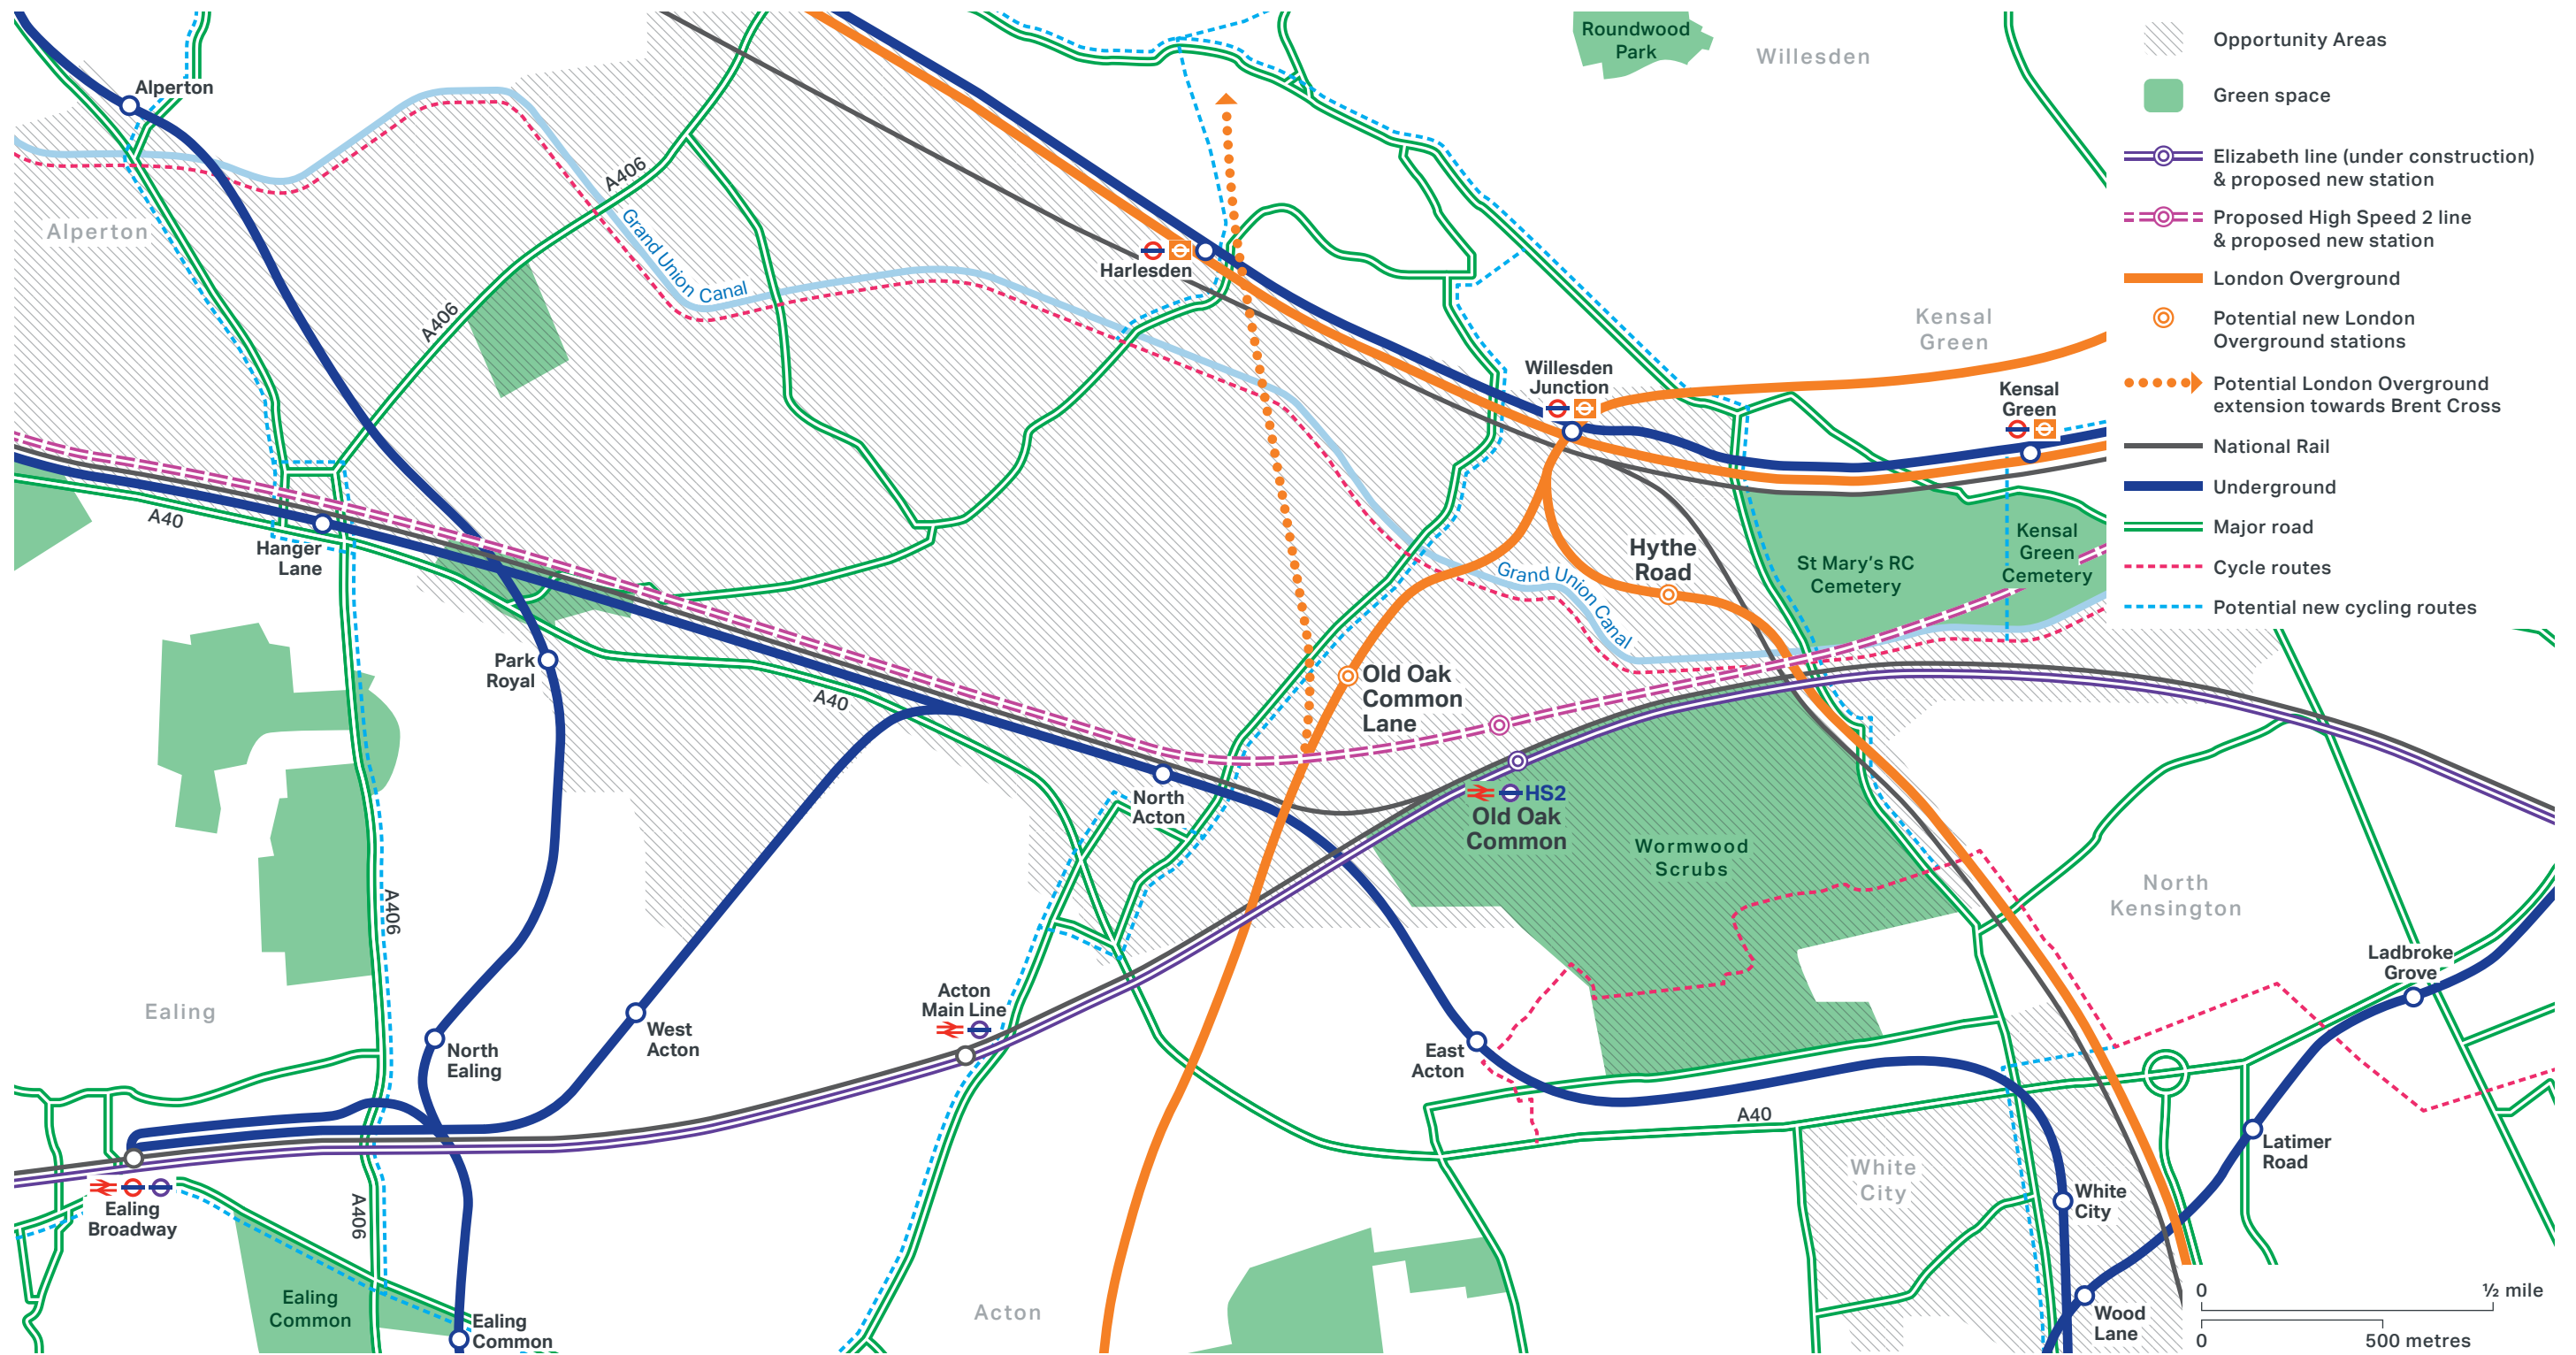 Roundwood
Park
Willesden
Alperton
A406
Alperton
Grand Union Canal
Harlesden
A406
Kensal
Green
Willesden
Junction
Kensal
Green
A40
Hanger
Lane
Hythe
Road
Grand Union Canal
St Mary's RC
Cemetery
Kensal
Green
Cemetery
Park
Royal
A40
Old Oak
Common
Lane
North
Acton
HS2
Old Oak
Common
Wormwood
Scrubs
A406
North
Kensington
Ladbroke
Grove
Ealing
Acton
Main Line
North
Ealing
West
Acton
East
Acton
A40
Latimer
Road
White
City
White
City
Ealing
Broadway
A406
Ealing
Common
Ealing
Common
Acton
Wood
Lane
Opportunity Areas
Green space
Elizabeth line (under construction)
& proposed new station
Proposed High Speed 2 line
& proposed new station
London Overground
Potential new London
Overground stations
Potential London Overground
extension towards Brent Cross
National Rail
Underground
Major road
Cycle routes
Potential new cycling routes
0 ½ mile
0 500 metres